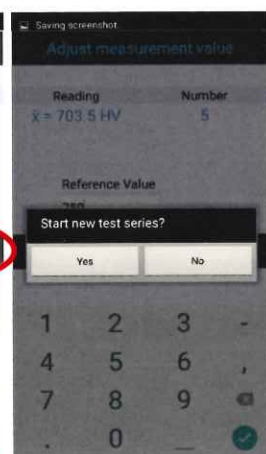 Saving screenshot...
Adjust measurement value
Reading Number
x̄ = 703.5 HV 5
Reference Value
Start new test series?
Yes No
1 2 3 -
4 5 6 ,
7 8 9
. 0 _